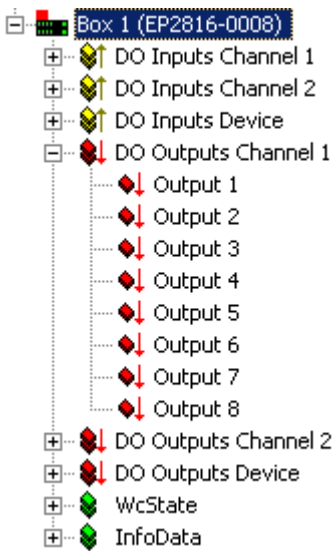 Box 1 (EP2816-0008)
DO Inputs Channel 1
DO Inputs Channel 2
DO Inputs Device
DO Outputs Channel 1
Output 1
Output 2
Output 3
Output 4
Output 5
Output 6
Output 7
Output 8
DO Outputs Channel 2
DO Outputs Device
WcState
InfoData